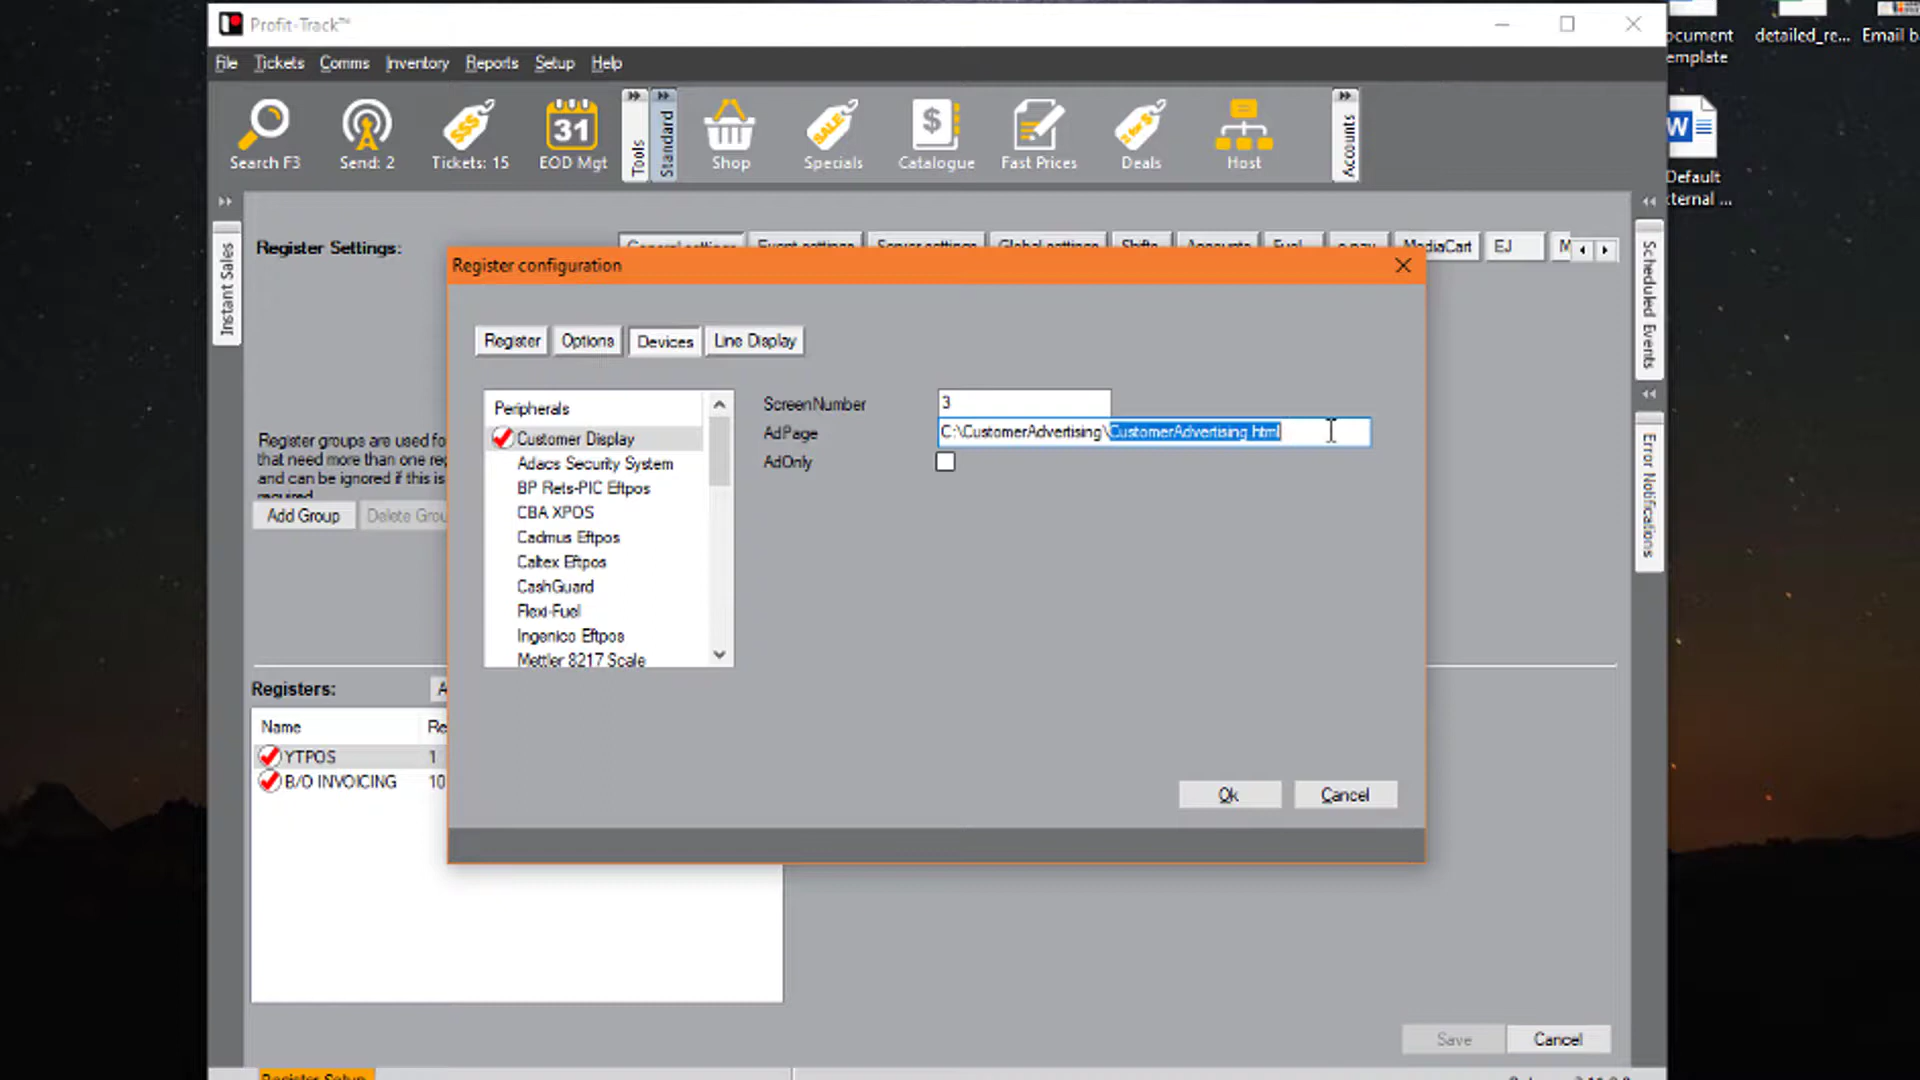 Profit-Track™
ocument
emplate
detailed_re...
Email b
File Tickets Comms Inventory Reports Setup Help
Search F3
Send: 2
Tickets: 15
31
EOD Mgt
Tools
Standard
Shop
SALE
Specials
Catalogue
Fast Prices
Deals
Host
Accounts
Default
ternal ...
Instant Sales
Register Settings:
MediaCart
EJ
Scheduled Events
Error Notifications
Register configuration
Register
Options
Devices
Line Display
Peripherals
Customer Display
Adacs Security System
BP Rets-PIC Eftpos
CBA XPOS
Cadmus Eftpos
Caltex Eftpos
CashGuard
Flexi-Fuel
Ingenico Eftpos
Mettler 8217 Scale
ScreenNumber
3
AdPage
C:\CustomerAdvertising\CustomerAdvertising.html
AdOnly
Register groups are used fo
that need more than one reg
and can be ignored if this is
Add Group
Delete Grou
Ok
Cancel
Registers:
A
Name
Re
YTPOS
1
B/O INVOICING
10
Save
Cancel
Register Setup